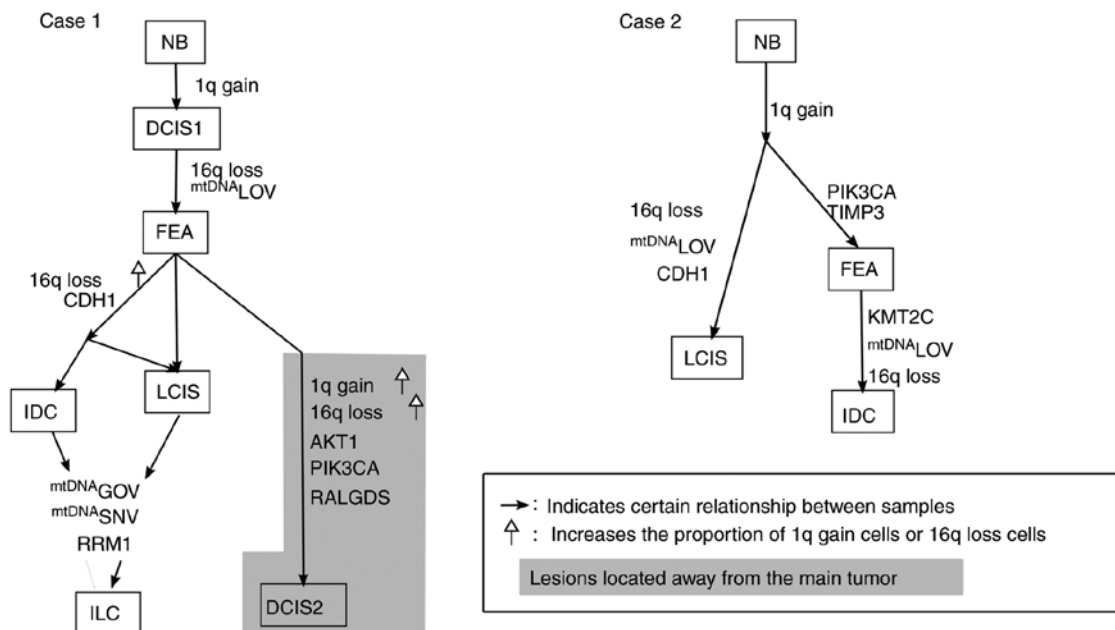 Case 1
NB
1q gain
DCIS1
16q loss
mtDNALOV
FEA
16q loss
CDH1
IDC
LCIS
mtDNAGOV
mtDNASNV
RRM1
ILC
1q gain
16q loss
AKT1
PIK3CA
RALGDS
DCIS2
Case 2
NB
1q gain
16q loss
mtDNALOV
CDH1
LCIS
PIK3CA
TIMP3
FEA
KMT2C
mtDNALOV
16q loss
IDC
: Indicates certain relationship between samples
: Increases the proportion of 1q gain cells or 16q loss cells
Lesions located away from the main tumor